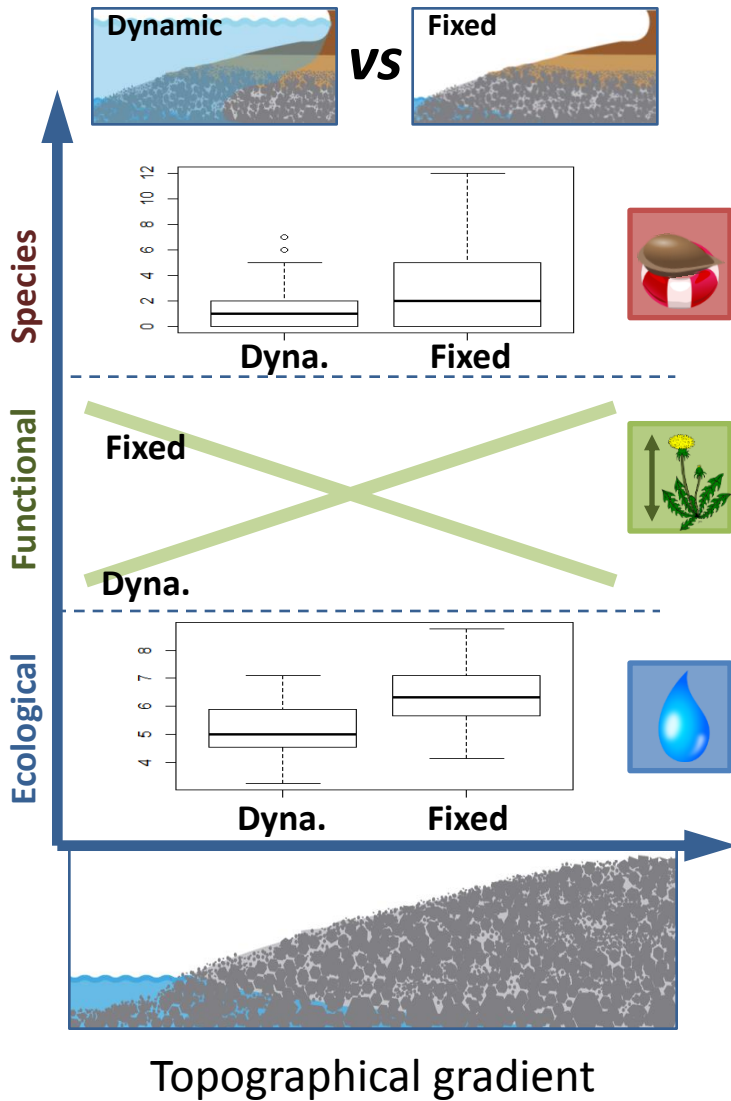 Dynamic vs Fixed
Species
12
10
8
6
4
2
0
Dyna. Fixed
Functional
Fixed
Dyna.
Ecological
8
7
6
5
4
Dyna. Fixed
Topographical gradient